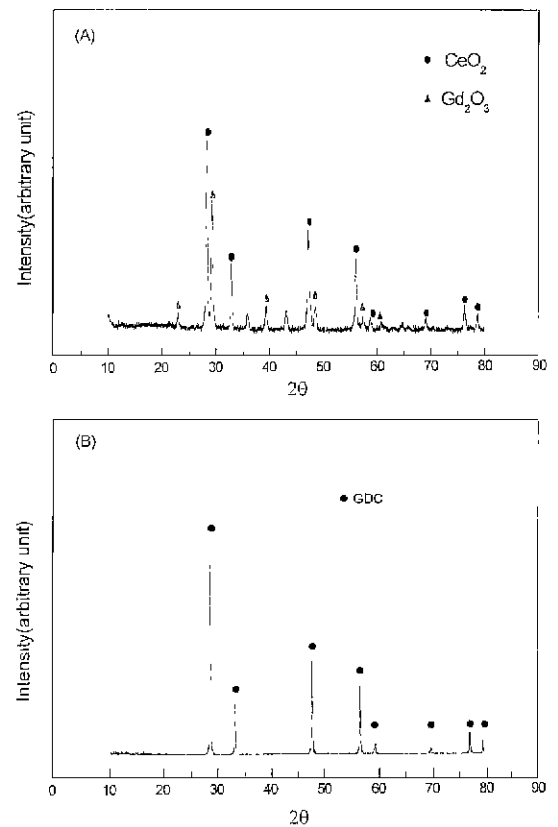 (A)
CeO₂
Gd₂O₃
Intensity(arbitrary unit)
0 10 20 30 40 50 60 70 80 90
2θ
(B)
GDC
Intensity(arbitrary unit)
0 10 20 30 40 50 60 70 80 90
2θ